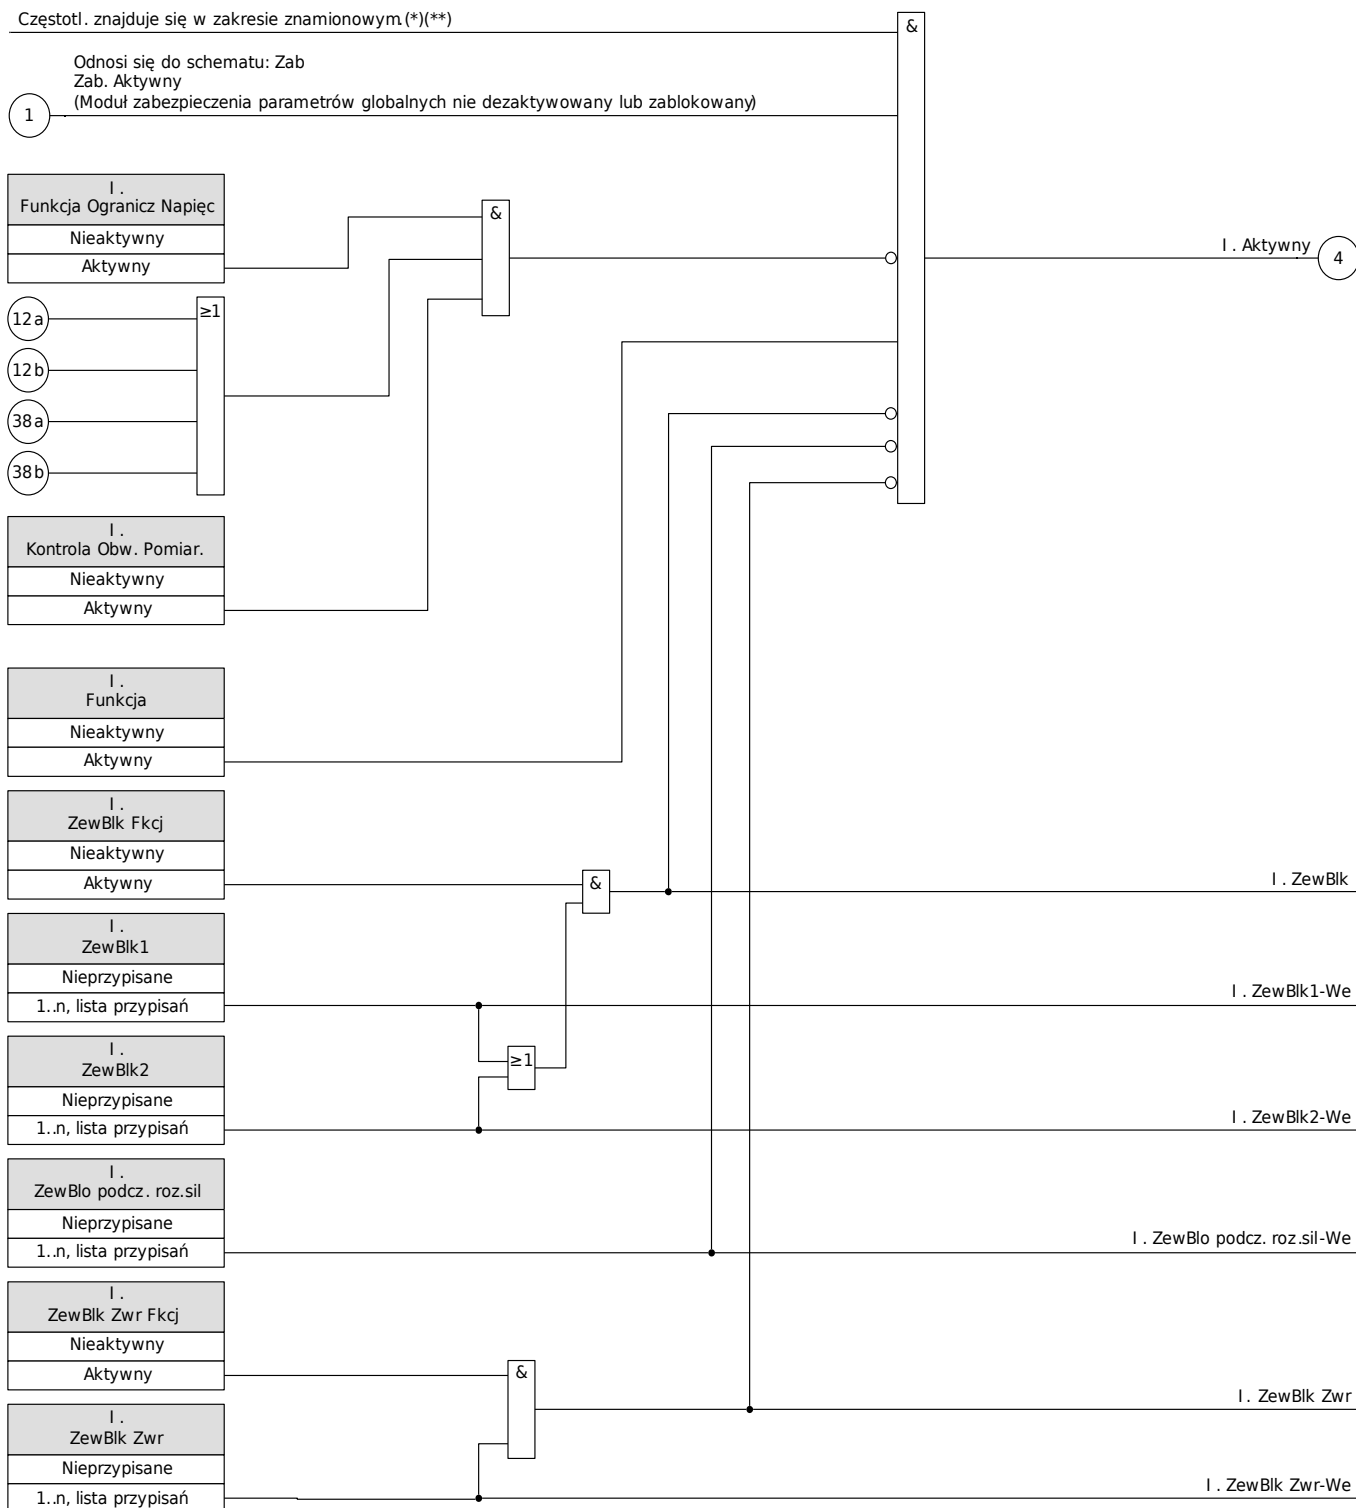 Częstotl. znajduje się w zakresie znamionowym.(*)(**)
&
Odnosi się do schematu: Zab
Zab. Aktywny
(Moduł zabezpieczenia parametrów globalnych nie dezaktywowany lub zablokowany)
1
I .
Funkcja Ogranicz Napięc
Nieaktywny
Aktywny
&
I . Aktywny
4
12a
12b
38a
38b
≥1
I .
Kontrola Obw. Pomiar.
Nieaktywny
Aktywny
I .
Funkcja
Nieaktywny
Aktywny
I .
ZewBlk Fkcj
Nieaktywny
Aktywny
&
I . ZewBlk
I .
ZewBlk1
Nieprzypisane
1..n, lista przypisań
I . ZewBlk1-We
≥1
I .
ZewBlk2
Nieprzypisane
1..n, lista przypisań
I . ZewBlk2-We
I .
ZewBlo podcz. roz.sil
Nieprzypisane
1..n, lista przypisań
I . ZewBlo podcz. roz.sil-We
I .
ZewBlk Zwr Fkcj
Nieaktywny
Aktywny
&
I . ZewBlk Zwr
I .
ZewBlk Zwr
Nieprzypisane
1..n, lista przypisań
I . ZewBlk Zwr-We